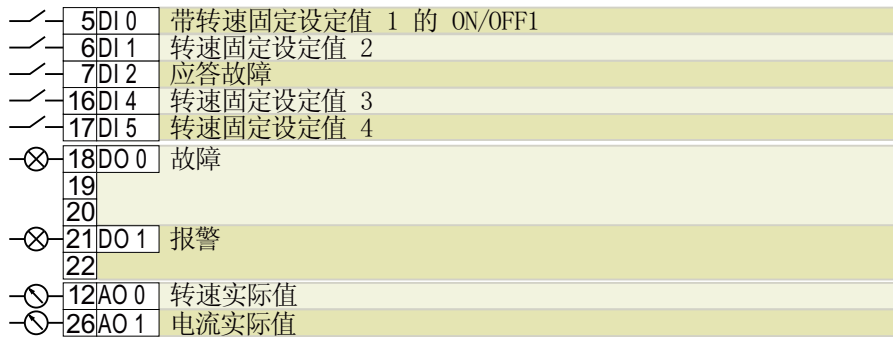 5 DI 0 带转速固定设定值 1 的 ON/OFF1
6 DI 1 转速固定设定值 2
7 DI 2 应答故障
16 DI 4 转速固定设定值 3
17 DI 5 转速固定设定值 4
18 DO 0 故障
19
20
21 DO 1 报警
22
12 AO 0 转速实际值
26 AO 1 电流实际值